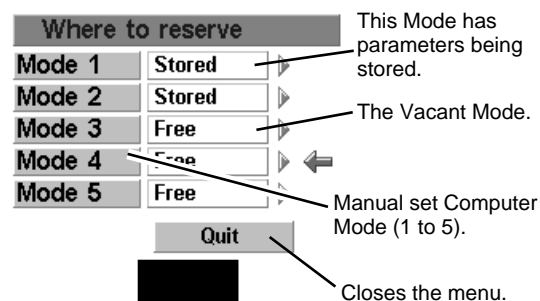 Where to reserve
Mode 1 Stored
Mode 2 Stored
Mode 3 Free
Mode 4 Free
Mode 5 Free
Quit
This Mode has
parameters being
stored.
The Vacant Mode.
Manual set Computer
Mode (1 to 5).
Closes the menu.